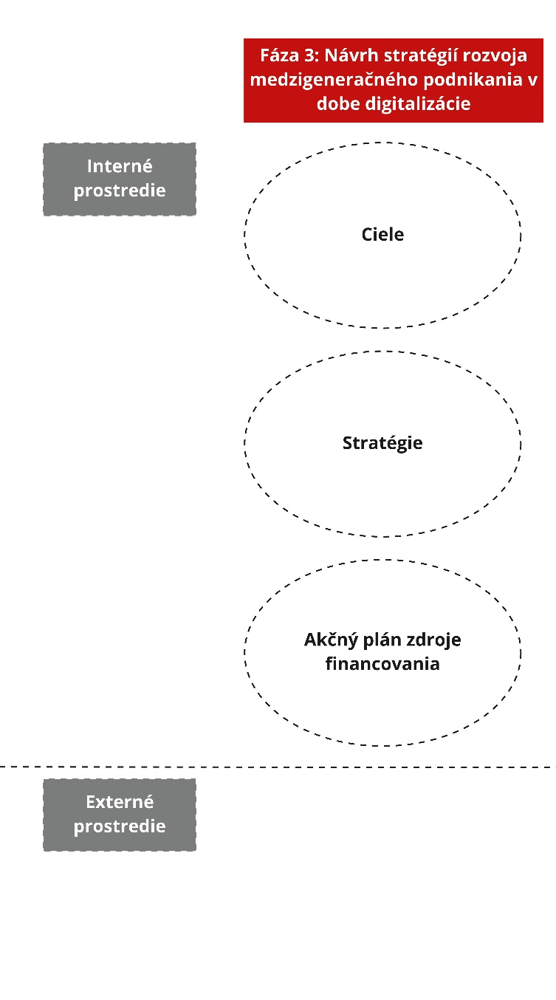 Fáza 3: Návrh stratégií rozvoja
medzigeneračného podnikania v
dobe digitalizácie
Interné
prostredie
Ciele
Stratégie
Akčný plán zdroje
financovania
Externé
prostredie